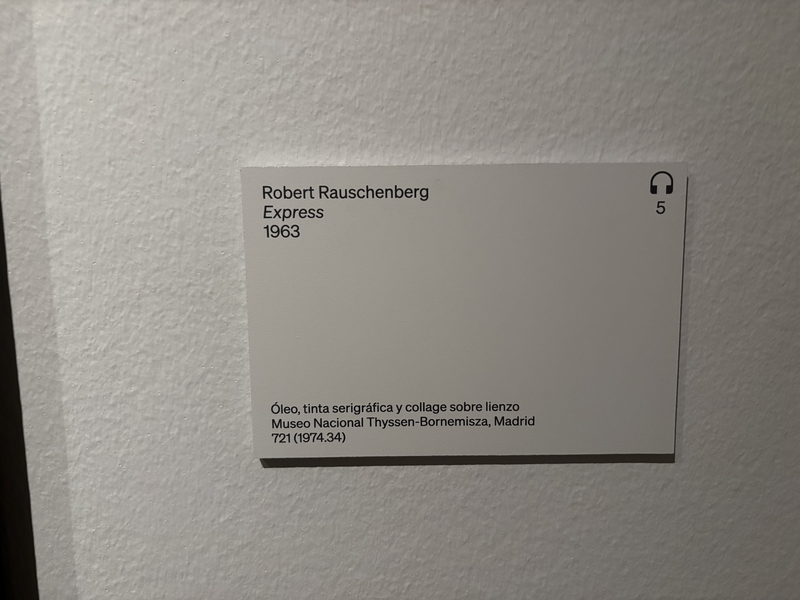 Robert Rauschenberg
Express
1963
5
Óleo, tinta serigráfica y collage sobre lienzo
Museo Nacional Thyssen-Bornemisza, Madrid
721 (1974.34)